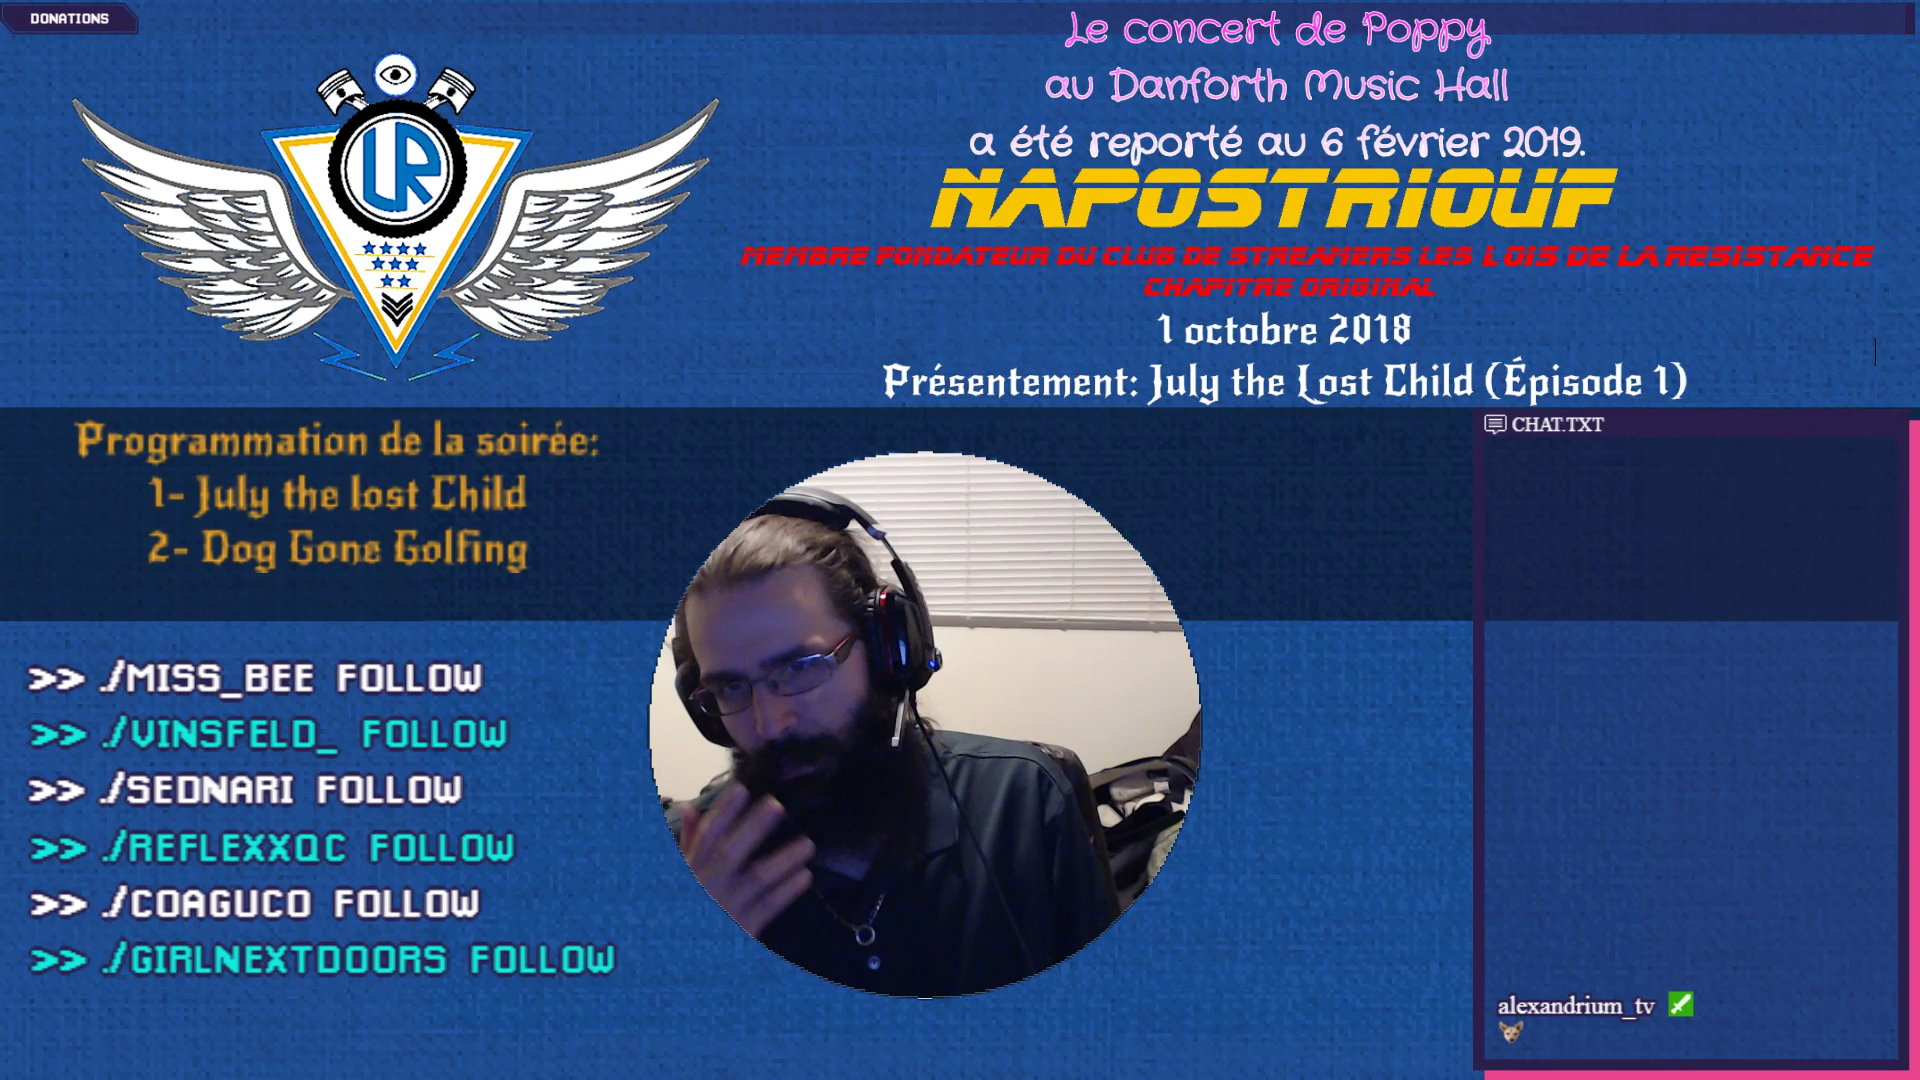 DONATIONS
Le concert de Poppy
au Danforth Music Hall
a été reporté au 6 février 2019.
NAPOSTRIOUF
MEMBRE FONDATEUR DU CLUB DE STREAMERS LES LOIS DE LA RESISTANCE
CHAPITRE ORIGINAL
1 octobre 2018
Présentement: July the Lost Child (Épisode 1)
LR
Programmation de la soirée:
1- July the lost Child
2- Dog Gone Golfing
>> ./MISS_BEE FOLLOW
>> ./VINSFELD_ FOLLOW
>> ./SEDNARI FOLLOW
>> ./REFLEXXQC FOLLOW
>> ./COAGUCO FOLLOW
>> ./GIRLNEXTDOORS FOLLOW
CHAT.TXT
alexandrium_tv